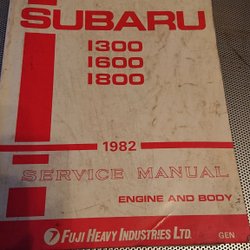 SUBARU
1300
1600
1800
1982
SERVICE MANUAL
ENGINE AND BODY
FUJI HEAVY INDUSTRIES LTD.
GEN